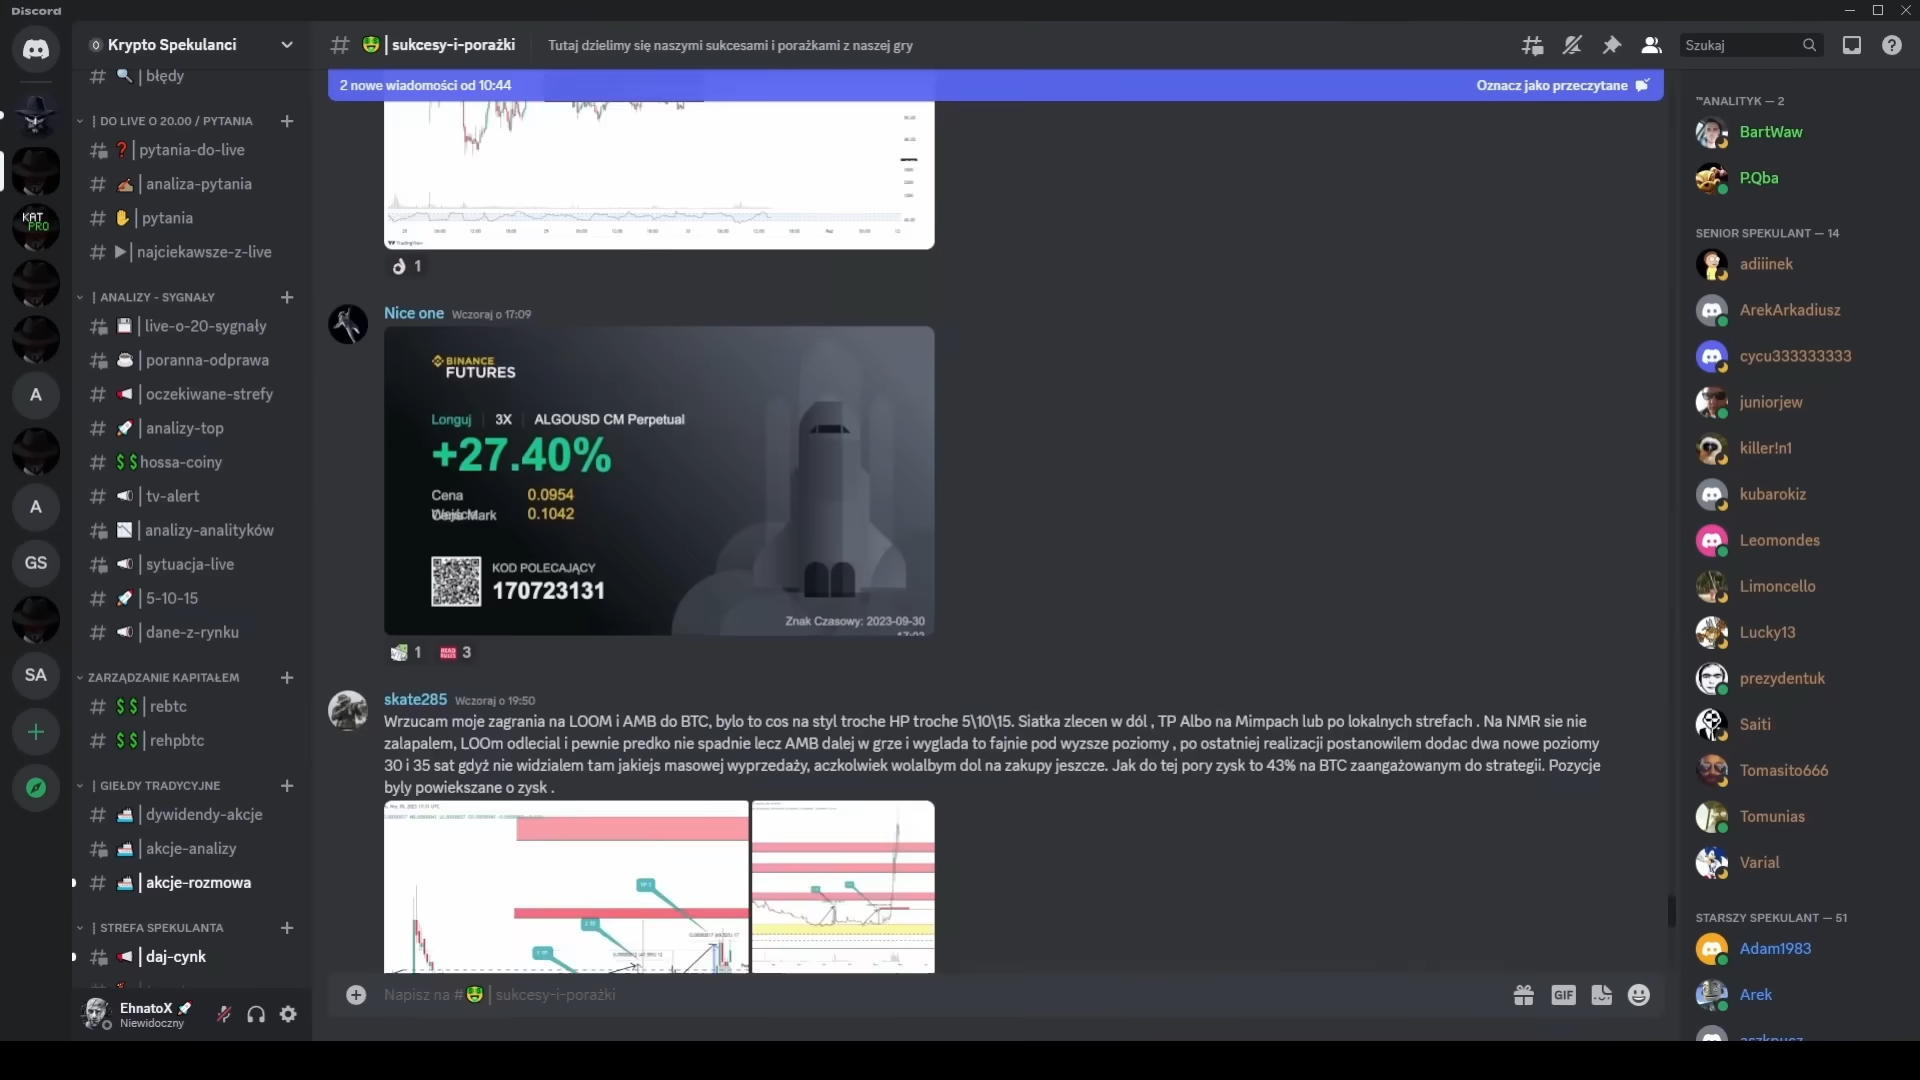 Discord
Krypto Spekulanci
| sukcesy-i-porażki
Tutaj dzielimy się naszymi sukcesami i porażkami z naszej gry
Szukaj
2 nowe wiadomości od 10:44
Oznacz jako przeczytane
KAT
PRO
A
A
GS
SA
| błędy
| DO LIVE O 20.00 / PYTANIA
| pytania-do-live
| analiza-pytania
| pytania
| najciekawsze-z-live
| ANALIZY - SYGNAŁY
| live-o-20-sygnały
| poranna-odprawa
| oczekiwane-strefy
| analizy-top
$ $ hossa-coiny
| tv-alert
| analizy-analityków
| sytuacja-live
| 5-10-15
| dane-z-rynku
ZARZĄDZANIE KAPITAŁEM
$ $ | rebtc
$ $ | rehpbtc
| GIEŁDY TRADYCYJNE
| dywidendy-akcje
| akcje-analizy
| akcje-rozmowa
| STREFA SPEKULANTA
| daj-cynk
EhnatoX
Niewidoczny
TradingView
1
Nice one Wczoraj o 17:09
BINANCE
FUTURES
Longuj 3X ALGOUSD CM Perpetual
+27.40%
Cena 0.0954
Wejścia
Cena Mark 0.1042
KOD POLECAJĄCY
170723131
Znak Czasowy: 2023-09-30
1 READ RULES 3
skate285 Wczoraj o 19:50
Wrzucam moje zagrania na LOOM i AMB do BTC, bylo to cos na styl troche HP troche 5\10\15. Siatka zlecen w dól , TP Albo na Mimpach lub po lokalnych strefach . Na NMR sie nie
zalapalem, LOOm odlecial i pewnie predko nie spadnie lecz AMB dalej w grze i wyglada to fajnie pod wyzsze poziomy , po ostatniej realizacji postanowilem dodac dwa nowe poziomy
30 i 35 sat gdyż nie widzialem tam jakiejs masowej wyprzedaży, aczkolwiek wolalbym dol na zakupy jeszcze. Jak do tej pory zysk to 43% na BTC zaangażowanym do strategii. Pozycje
byly powiekszane o zysk .
Napisz na # | sukcesy-i-porażki
GIF
™ANALITYK — 2
BartWaw
P.Qba
SENIOR SPEKULANT — 14
adiiinek
ArekArkadiusz
cycu333333333
juniorjew
killer!n1
kubarokiz
Leomondes
Limoncello
Lucky13
prezydentuk
Saiti
Tomasito666
Tomunias
Varial
STARSZY SPEKULANT — 51
Adam1983
Arek